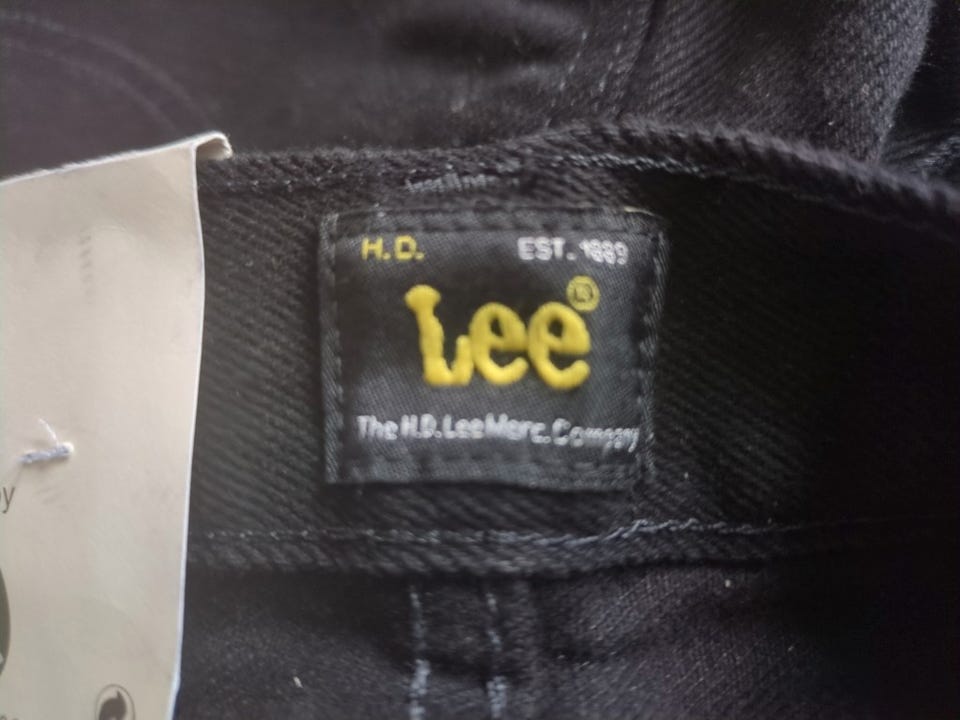 H.D. EST. 1889
Lee®
The H.D. Lee Merc. Company